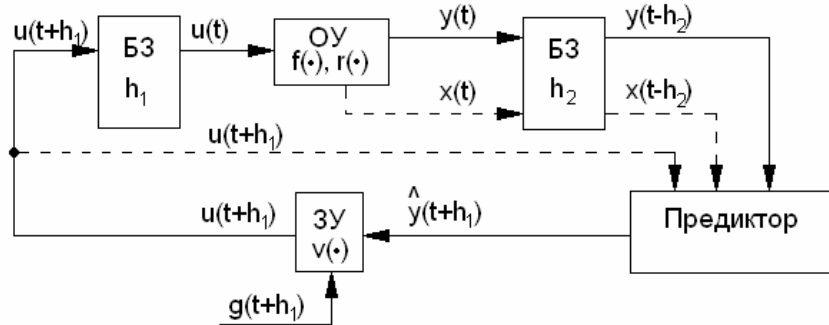 u(t+h₁)
БЗ
h₁
u(t)
ОУ
f(·), r(·)
y(t)
x(t)
БЗ
h₂
y(t-h₂)
x(t-h₂)
u(t+h₁)
u(t+h₁)
ЗУ
v(·)
ŷ(t+h₁)
Предиктор
g(t+h₁)